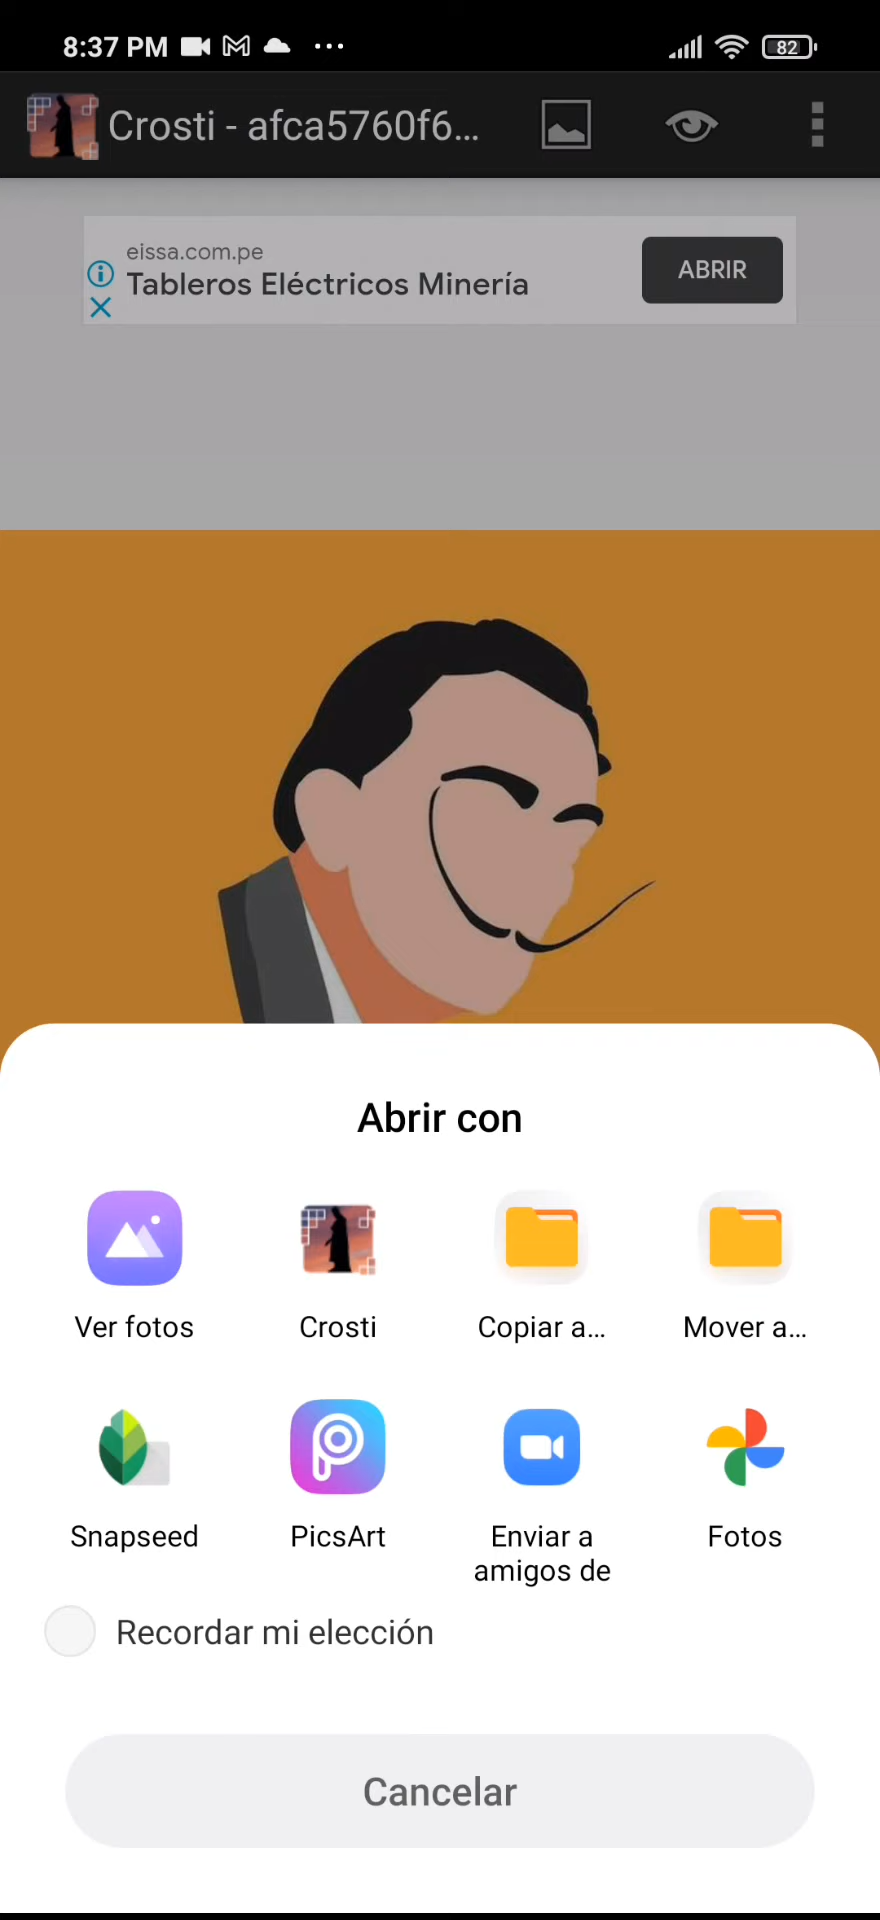 8:37 PM
82
Crosti - afca5760f6...
eissa.com.pe
Tableros Eléctricos Minería
ABRIR
Abrir con
Ver fotos
Crosti
Copiar a...
Mover a...
Snapseed
PicsArt
Enviar a
amigos de
Fotos
Recordar mi elección
Cancelar